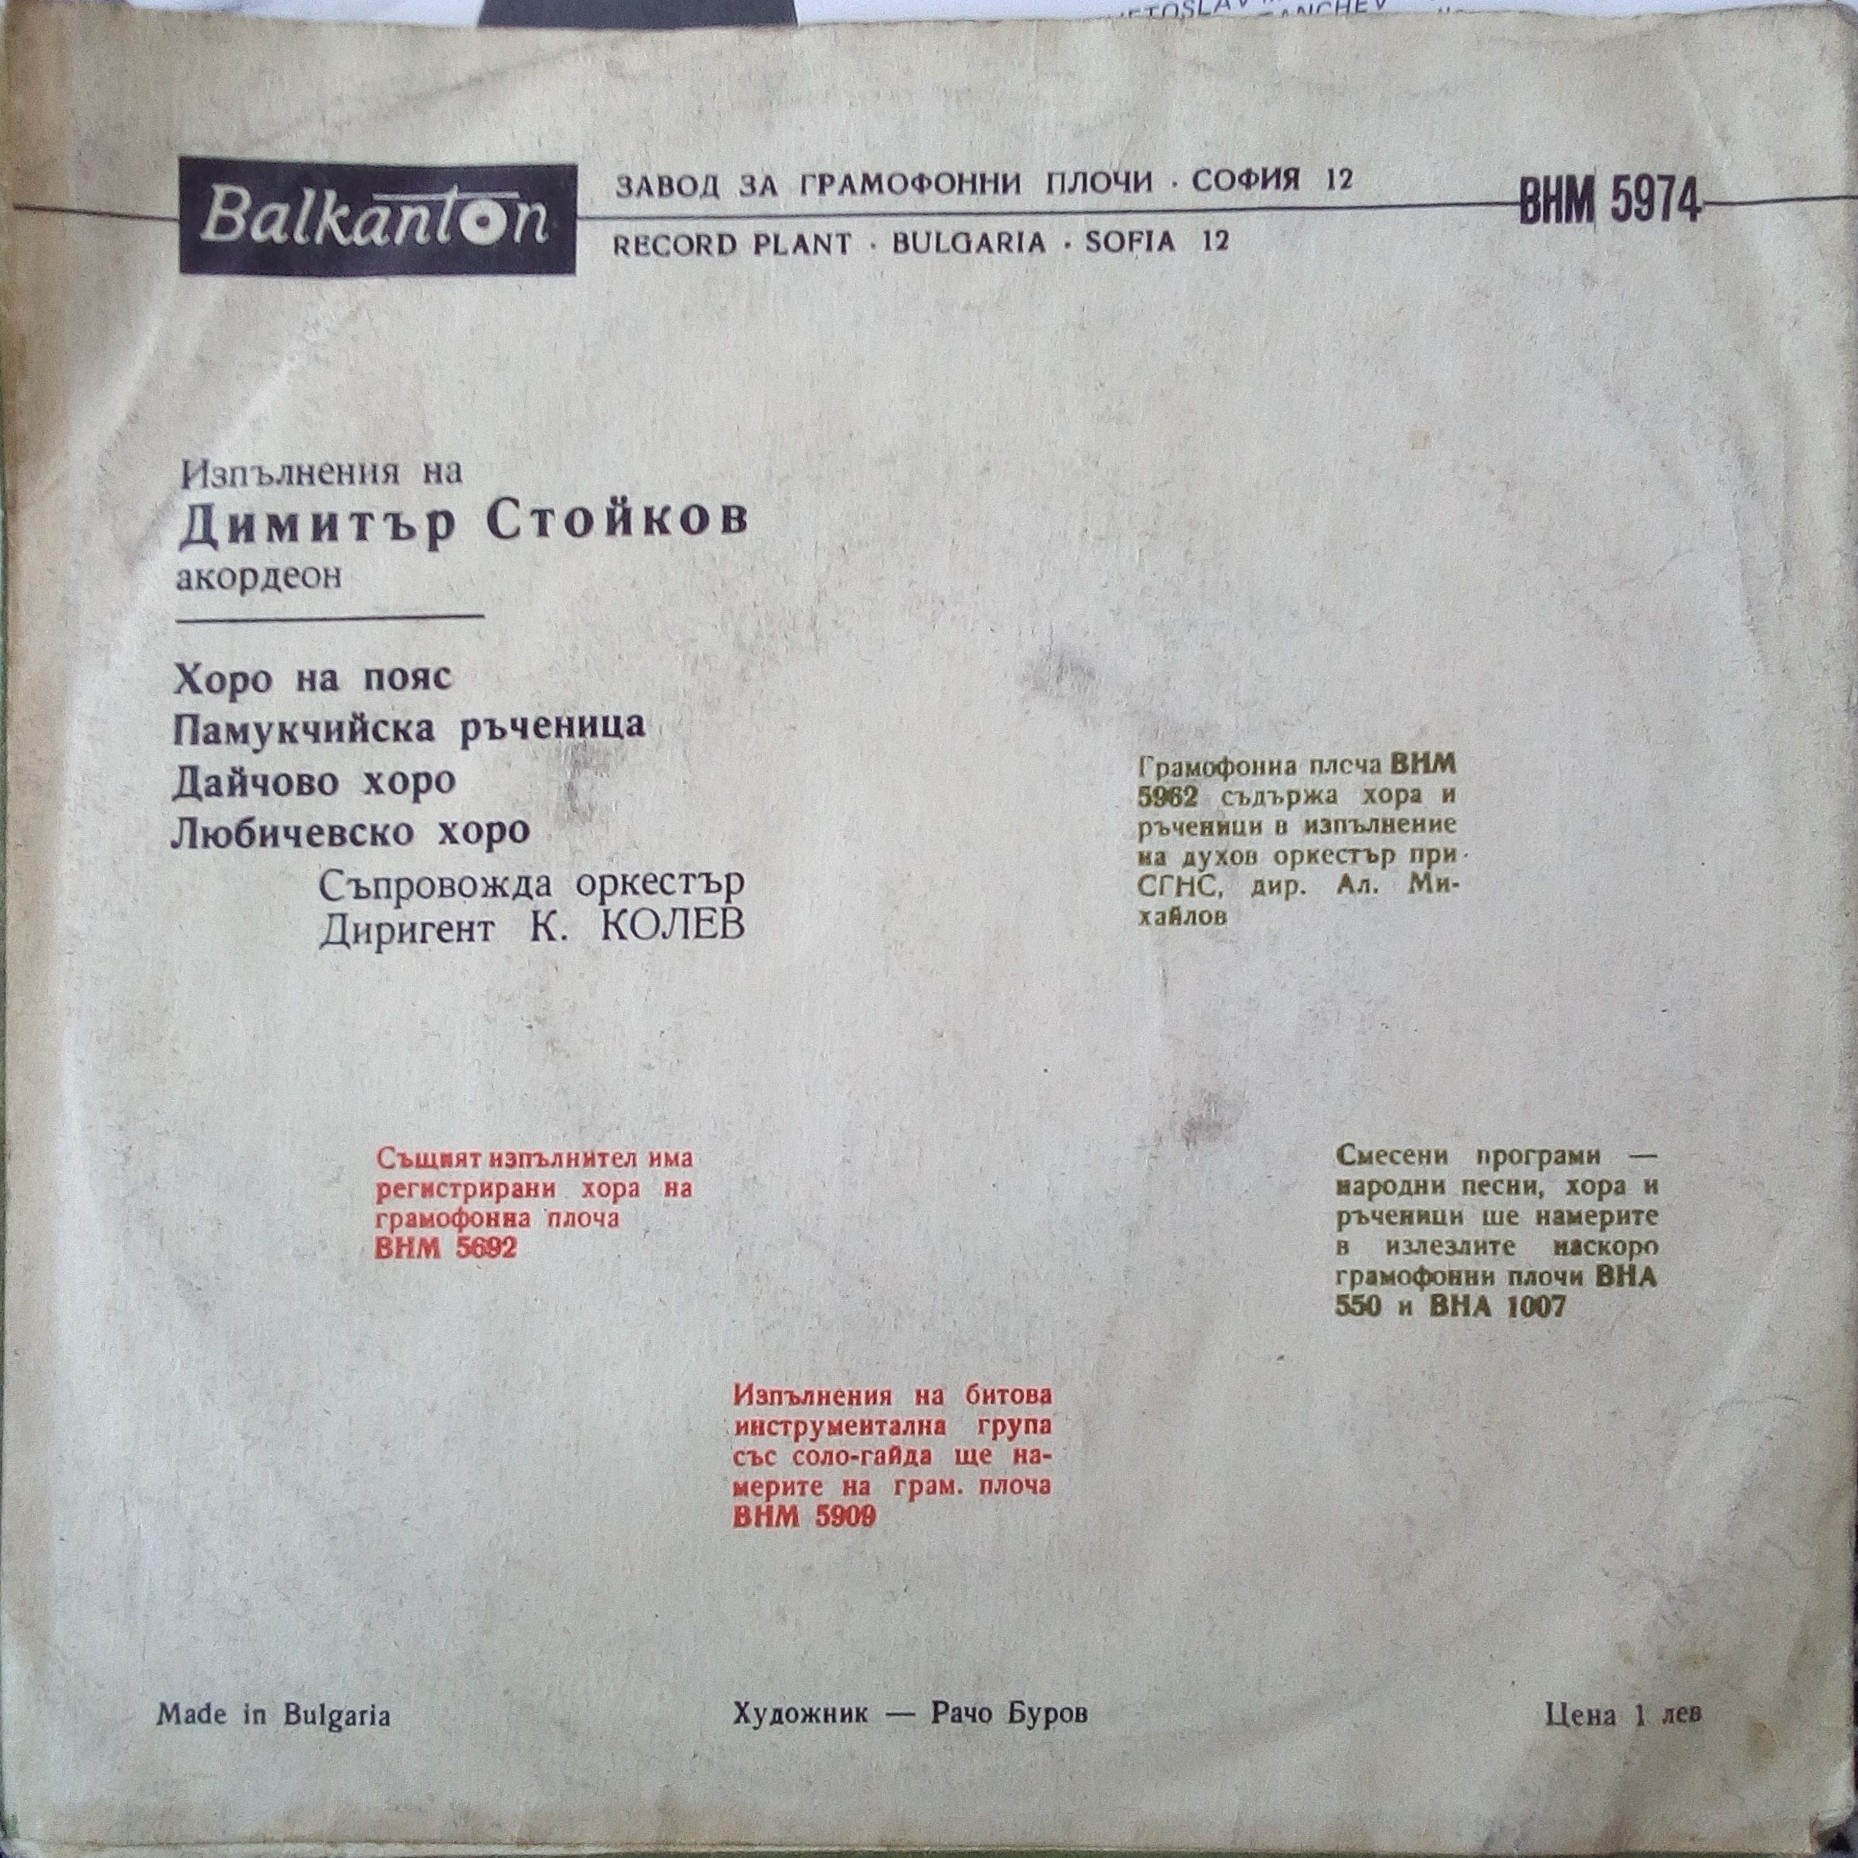 Balkanton
ЗАВОД ЗА ГРАМОФОННИ ПЛОЧИ · СОФИЯ 12
RECORD PLANT · BULGARIA · SOFIA 12
ВНМ 5974
Изпълнения на
Димитър Стойков
акордеон
Хоро на пояс
Памукчийска ръченица
Дайчово хоро
Любичевско хоро
Съпровожда оркестър
Диригент К. КОЛЕВ
Грамофонна плоча ВНМ
5962 съдържа хора и
ръченици в изпълнение
на духов оркестър при
СГНС, дир. Ал. Ми-
хайлов
Същият изпълнител има
регистрирани хора на
грамофонна плоча
ВНМ 5692
Смесени програми —
народни песни, хора и
ръченици ше намерите
в излезлите наскоро
грамофонни плочи ВНА
550 и ВНА 1007
Изпълнения на битова
инструментална група
със соло-гайда ще на-
мерите на грам. плоча
ВНМ 5909
Made in Bulgaria
Художник — Рачо Буров
Цена 1 лев